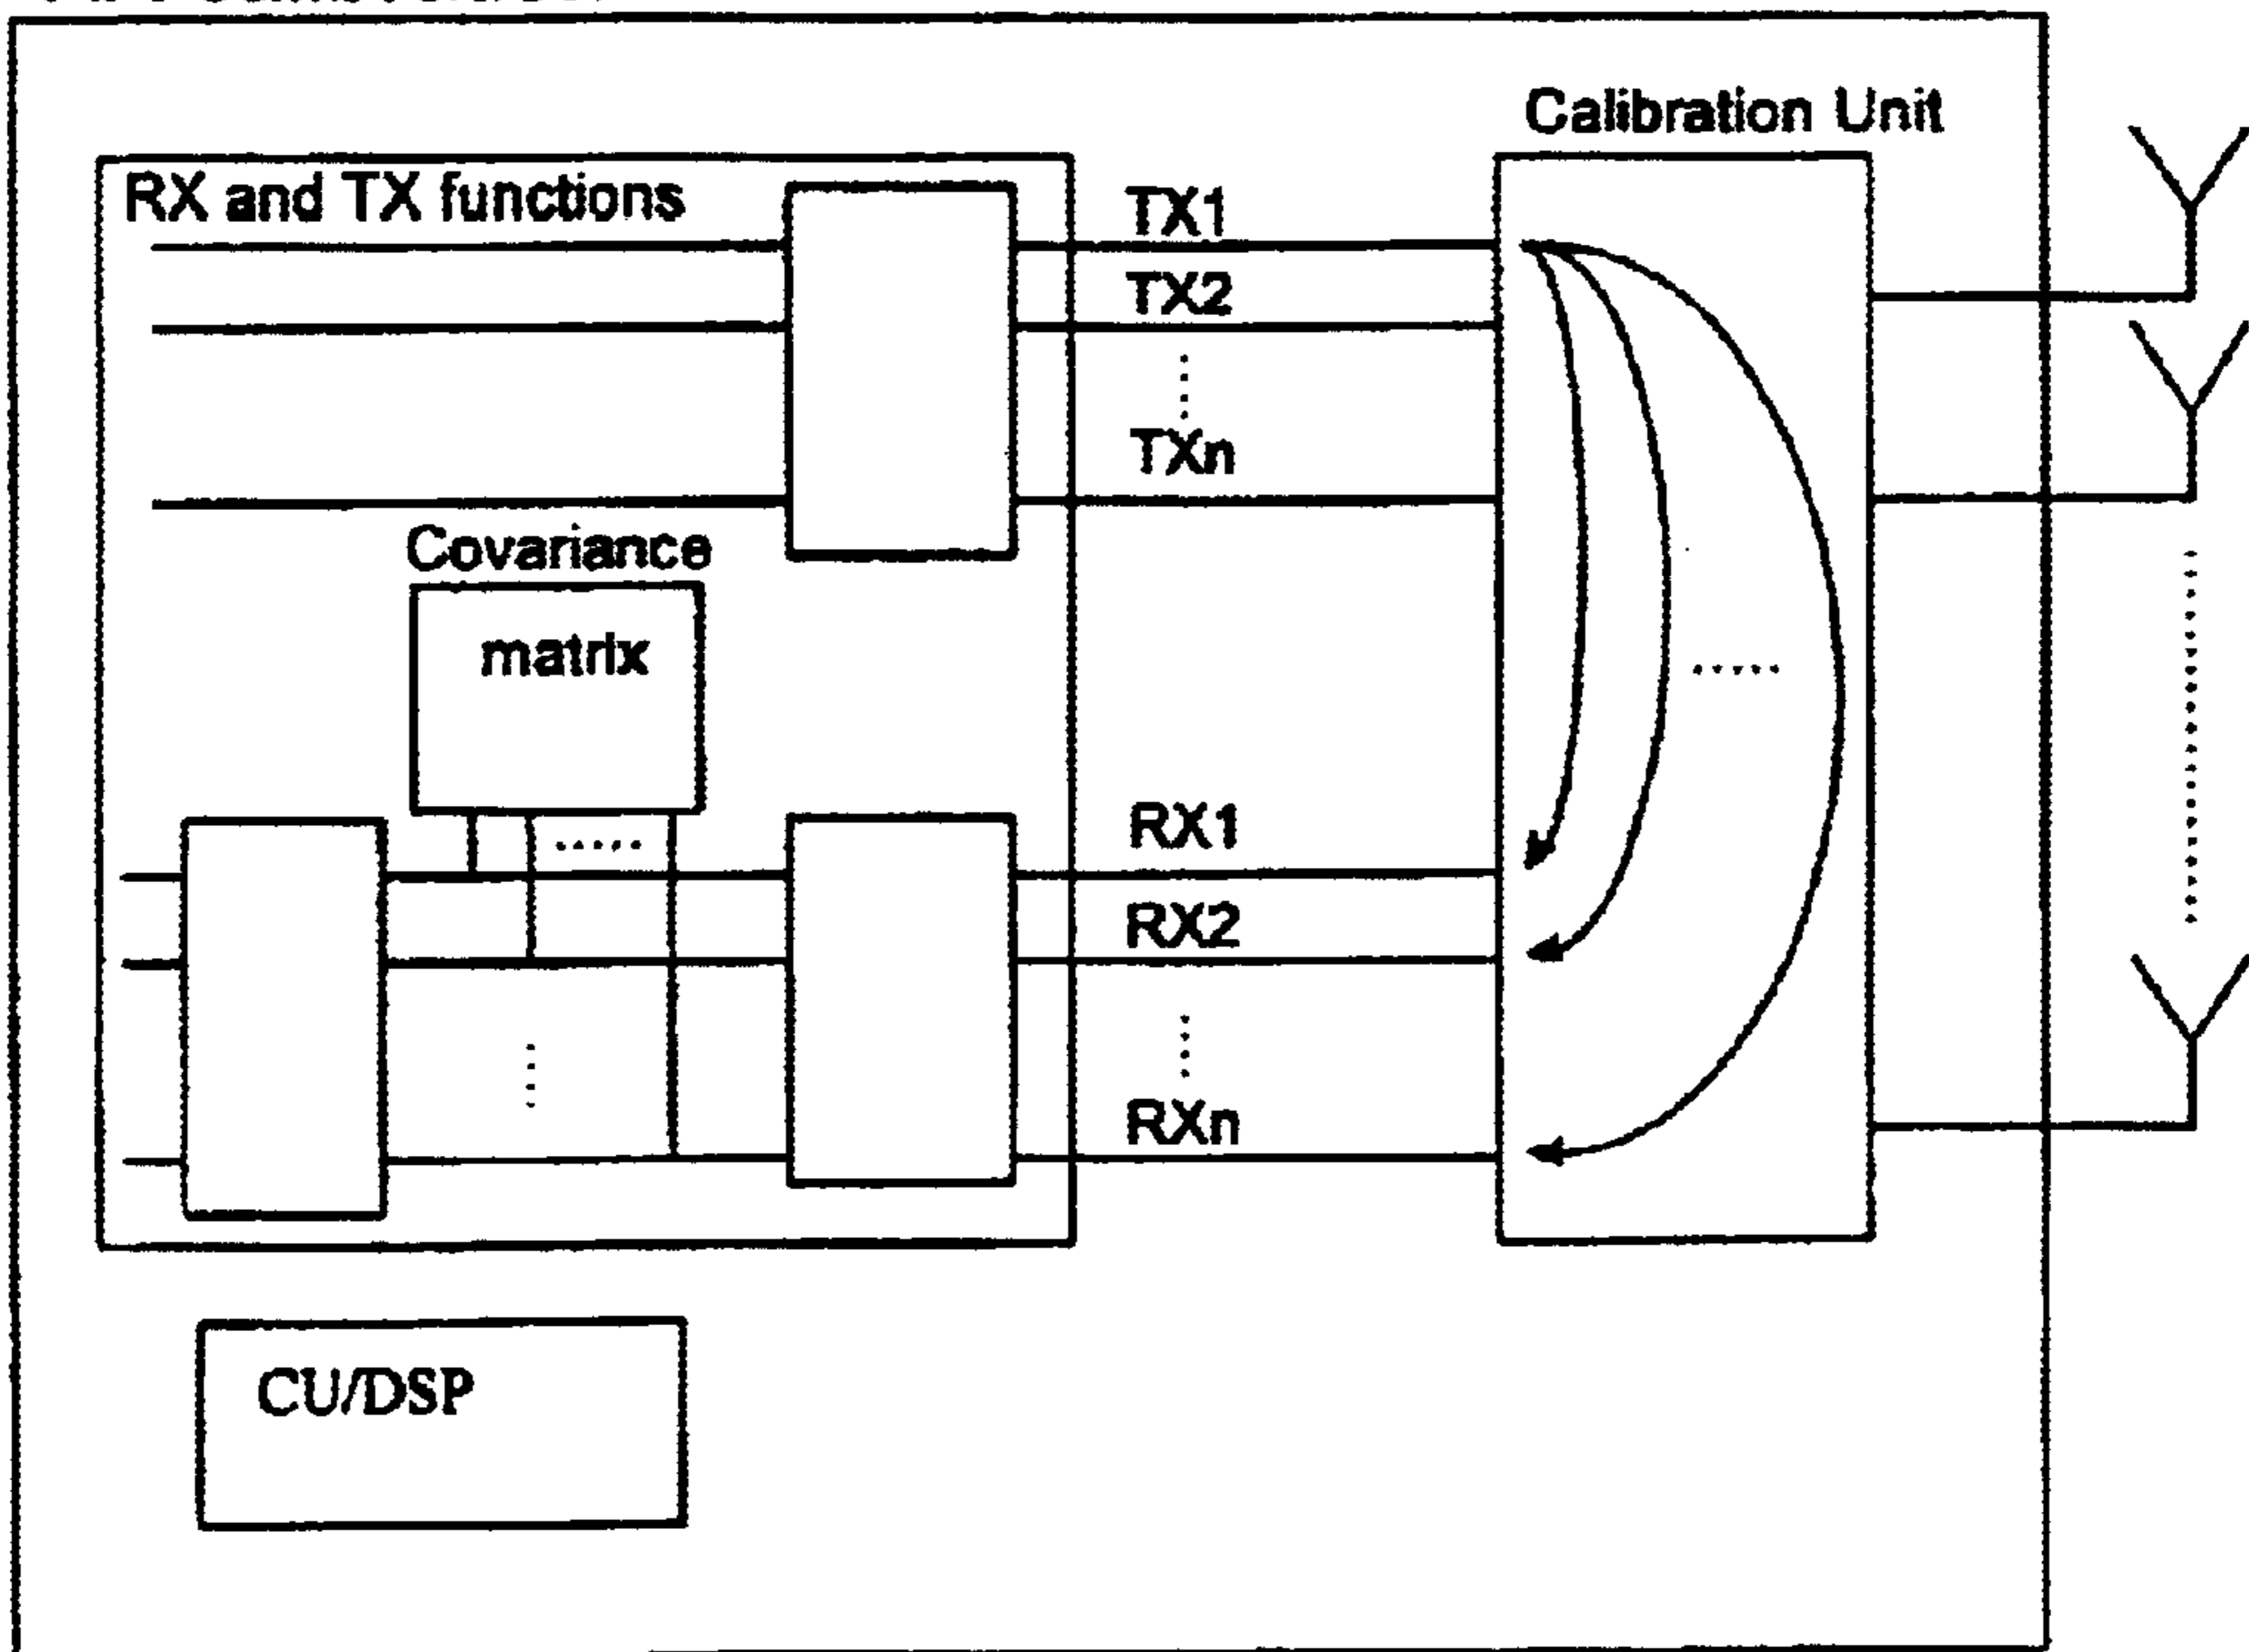 Calibration Unit
RX and TX functions
TX1
TX2
TXn
Covariance
matrix
RX1
RX2
RXn
CU/DSP